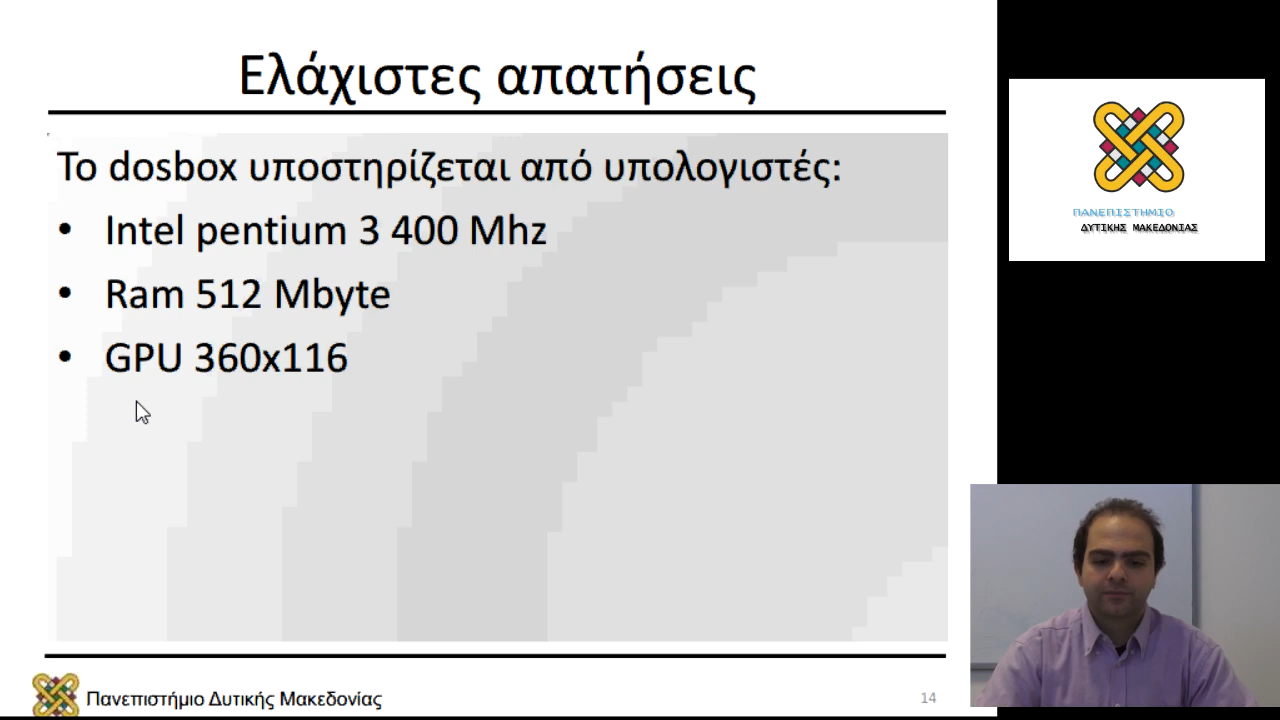 Ελάχιστες απατήσεις
Το dosbox υποστηρίζεται από υπολογιστές:
• Intel pentium 3 400 Mhz
• Ram 512 Mbyte
• GPU 360x116
Πανεπιστήμιο Δυτικής Μακεδονίας
14
ΠΑΝΕΠΙΣΤΗΜΙΟ
ΔΥΤΙΚΗΣ ΜΑΚΕΔΟΝΙΑΣ